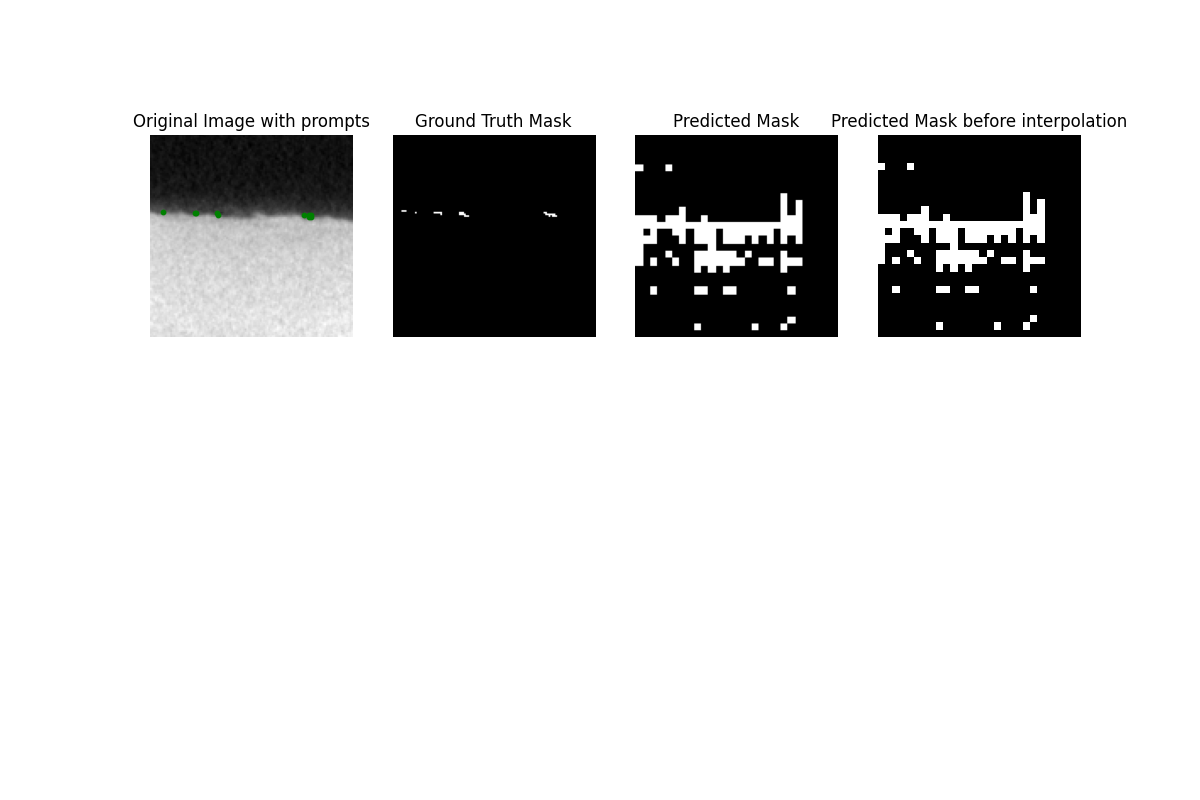 Original Image with prompts
Ground Truth Mask
Predicted Mask
Predicted Mask before interpolation